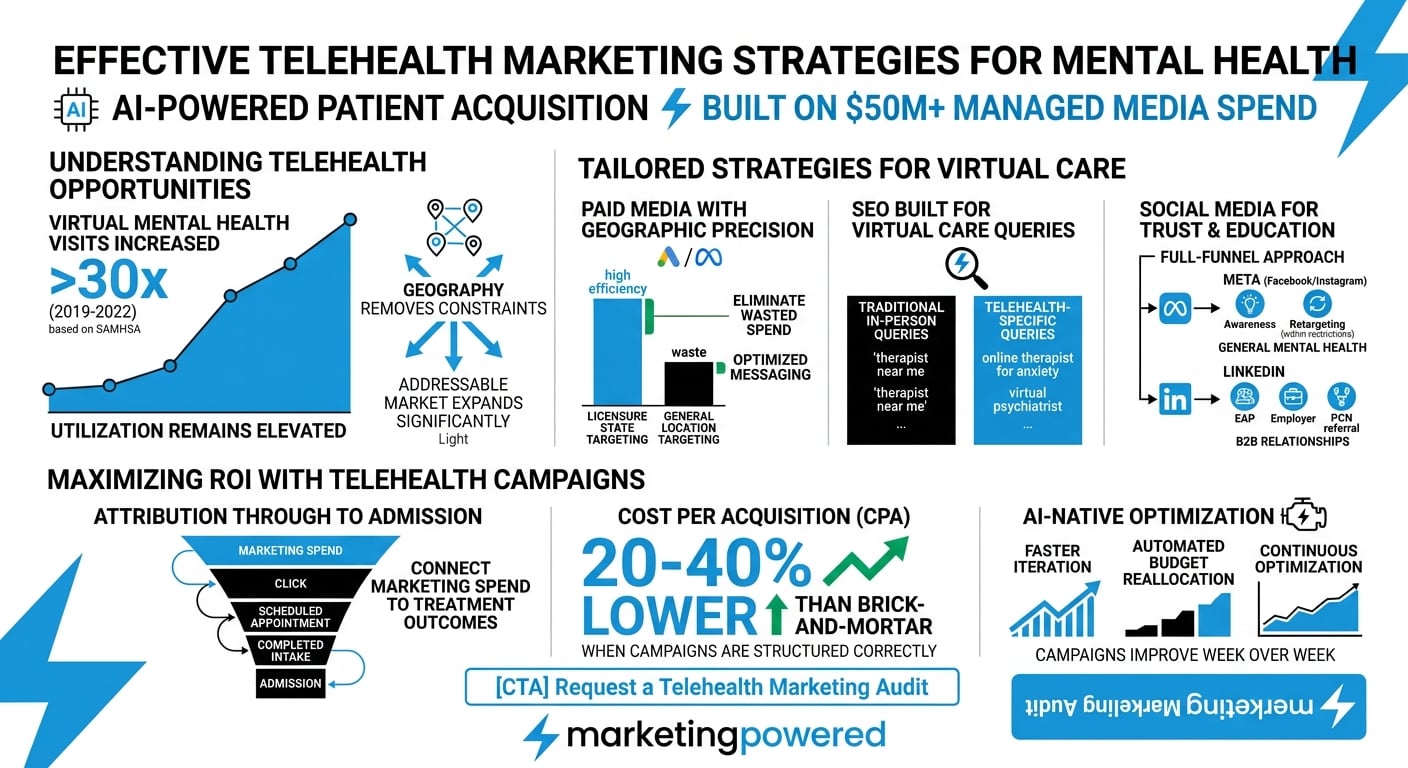 EFFECTIVE TELEHEALTH MARKETING STRATEGIES FOR MENTAL HEALTH
AI
AI-POWERED PATIENT ACQUISITION
BUILT ON $50M+ MANAGED MEDIA SPEND
UNDERSTANDING TELEHEALTH
OPPORTUNITIES
VIRTUAL MENTAL HEALTH
VISITS INCREASED
>30x
(2019-2022)
based on SAMHSA
UTILIZATION REMAINS ELEVATED
GEOGRAPHY
REMOVES CONSTRAINTS
ADDRESSABLE
MARKET EXPANDS
SIGNIFICANTLY
Light
TAILORED STRATEGIES FOR VIRTUAL CARE
PAID MEDIA WITH
GEOGRAPHIC PRECISION
/
high
efficiency
waste
ELIMINATE
WASTED
SPEND
OPTIMIZED
MESSAGING
LICENSURE
STATE
TARGETING
GENERAL
LOCATION
TARGETING
SEO BUILT FOR
VIRTUAL CARE QUERIES
TRADITIONAL
IN-PERSON
QUERIES
'therapist
near me
'therapist
near me'
...
TELEHEALTH-
SPECIFIC
QUERIES
online therapist
for anxiety
virtual
psychiatrist
...
SOCIAL MEDIA FOR
TRUST & EDUCATION
FULL-FUNNEL APPROACH
META (Facebook/Instagram)
Awareness
Retargeting
(wdhin restrictions)
GENERAL MENTAL HEALTH
LINKEDIN
in
EAP
Employer
PCN
referral
B2B RELATIONSHIPS
MAXIMIZING ROI WITH TELEHEALTH CAMPAIGNS
ATTRIBUTION THROUGH TO ADMISSION
MARKETING SPEND
CLICK
SCHEDULED
APPOINTMENT
COMPLETED
INTAKE
ADMISSION
CONNECT
MARKETING SPEND
TO TREATMENT
OUTCOMES
COST PER ACQUISITION (CPA)
20-40%
LOWER
THAN BRICK-
AND-MORTAR
WHEN CAMPAIGNS ARE STRUCTURED CORRECTLY
AI-NATIVE OPTIMIZATION
FASTER
ITERATION
AUTOMATED
BUDGET
REALLOCATION
CONTINUOUS
OPTIMIZATION
CAMPAIGNS IMPROVE WEEK OVER WEEK
[CTA] Request a Telehealth Marketing Audit
marketingpowered
merketing Marketing Audit